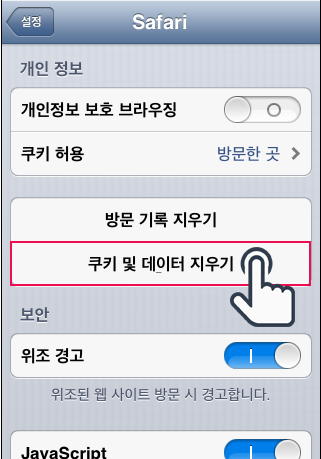 설정
Safari
개인 정보
개인정보 보호 브라우징
쿠키 허용 방문한 곳
방문 기록 지우기
쿠키 및 데이터 지우기
보안
위조 경고
위조된 웹 사이트 방문 시 경고합니다.
JavaScript